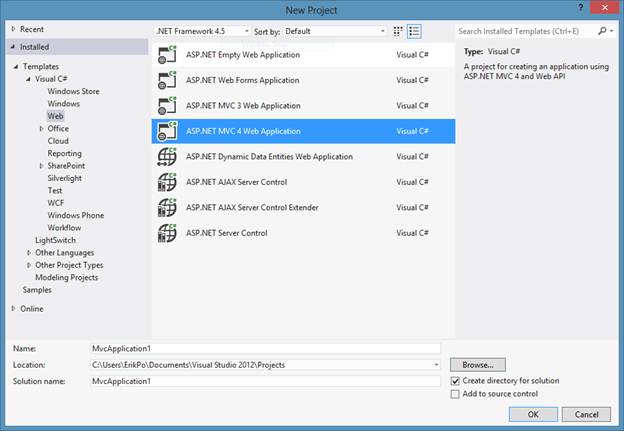 New Project
? ×
Recent
Installed
Templates
Visual C#
Windows Store
Windows
Web
Office
Cloud
Reporting
SharePoint
Silverlight
Test
WCF
Windows Phone
Workflow
LightSwitch
Other Languages
Other Project Types
Modeling Projects
Samples
Online
.NET Framework 4.5 Sort by: Default
ASP.NET Empty Web Application Visual C#
ASP.NET Web Forms Application Visual C#
ASP.NET MVC 3 Web Application Visual C#
ASP.NET MVC 4 Web Application Visual C#
ASP.NET Dynamic Data Entities Web Application Visual C#
ASP.NET AJAX Server Control Visual C#
ASP.NET AJAX Server Control Extender Visual C#
ASP.NET Server Control Visual C#
Search Installed Templates (Ctrl+E)
Type: Visual C#
A project for creating an application using
ASP.NET MVC 4 and Web API
Name: MvcApplication1
Location: C:\Users\ErikPo\Documents\Visual Studio 2012\Projects Browse...
Solution name: MvcApplication1
Create directory for solution
Add to source control
OK Cancel